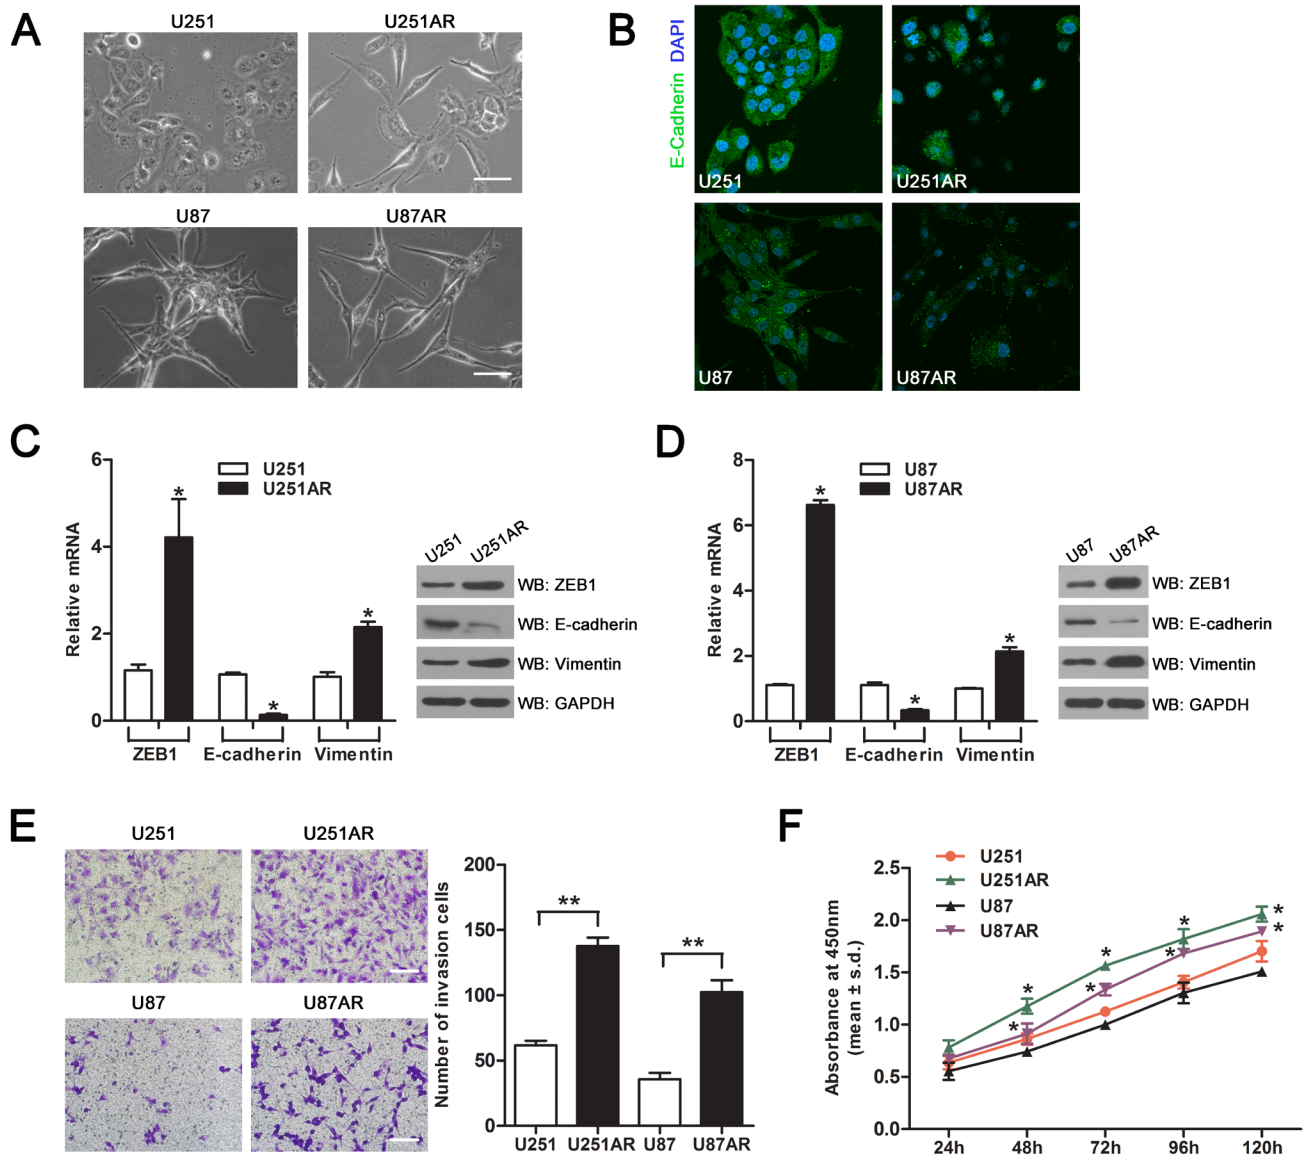 A
U251
U251AR
U87
U87AR
B
E-Cadherin DAPI
U251
U251AR
U87
U87AR
C
Relative mRNA
6
4
2
0
U251
U251AR
*
*
*
ZEB1
E-cadherin
Vimentin
U251
U251AR
WB: ZEB1
WB: E-cadherin
WB: Vimentin
WB: GAPDH
D
Relative mRNA
8
6
4
2
0
U87
U87AR
*
*
*
ZEB1
E-cadherin
Vimentin
U87
U87AR
WB: ZEB1
WB: E-cadherin
WB: Vimentin
WB: GAPDH
E
U251
U251AR
U87
U87AR
Number of invasion cells
200
150
100
50
0
**
**
U251
U251AR
U87
U87AR
F
U251
U251AR
U87
U87AR
Absorbance at 450nm
(mean ± s.d.)
2.5
2.0
1.5
1.0
0.5
0.0
*
*
*
*
*
*
*
*
24h
48h
72h
96h
120h